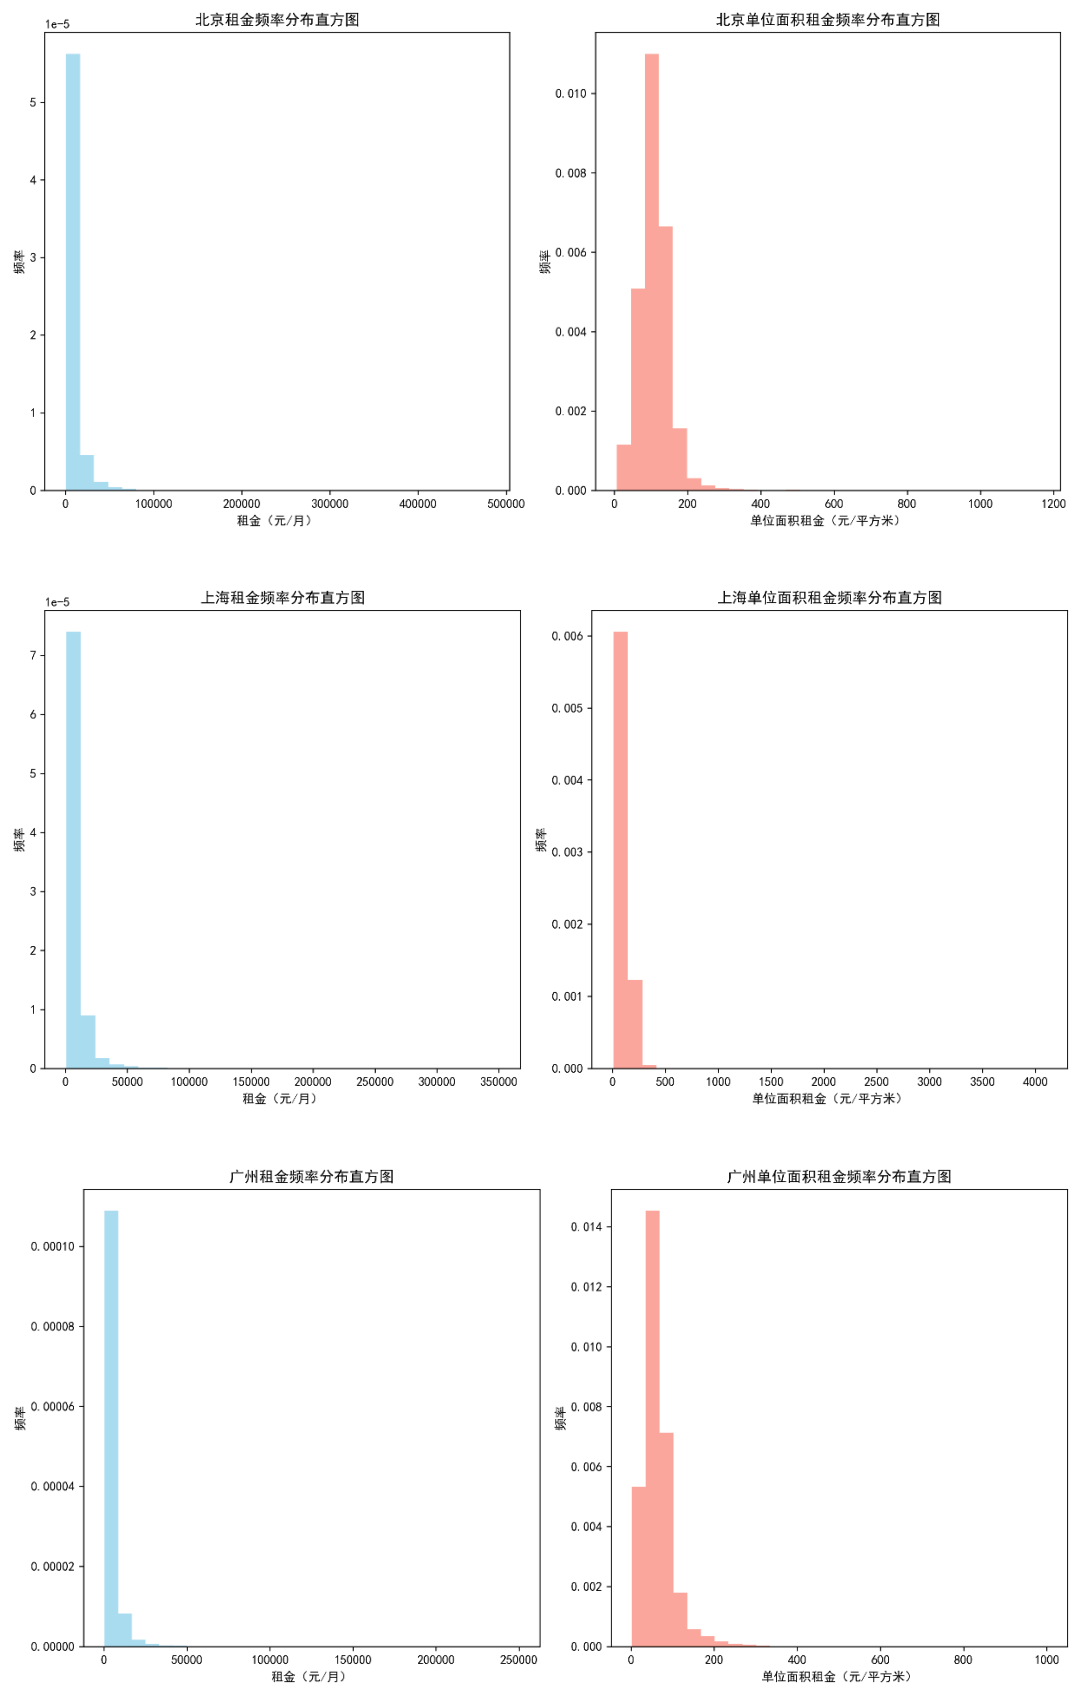 北京租金频率分布直方图
1e-5
5
4
3
2
1
0
频率
0 100000 200000 300000 400000 500000
租金（元/月）
北京单位面积租金频率分布直方图
0.010
0.008
0.006
0.004
0.002
0.000
频率
0 200 400 600 800 1000 1200
单位面积租金（元/平方米）
上海租金频率分布直方图
1e-5
7
6
5
4
3
2
1
0
频率
0 50000 100000 150000 200000 250000 300000 350000
租金（元/月）
上海单位面积租金频率分布直方图
0.006
0.005
0.004
0.003
0.002
0.001
0.000
频率
0 500 1000 1500 2000 2500 3000 3500 4000
单位面积租金（元/平方米）
广州租金频率分布直方图
0.00010
0.00008
0.00006
0.00004
0.00002
0.00000
频率
0 50000 100000 150000 200000 250000
租金（元/月）
广州单位面积租金频率分布直方图
0.014
0.012
0.010
0.008
0.006
0.004
0.002
0.000
频率
0 200 400 600 800 1000
单位面积租金（元/平方米）